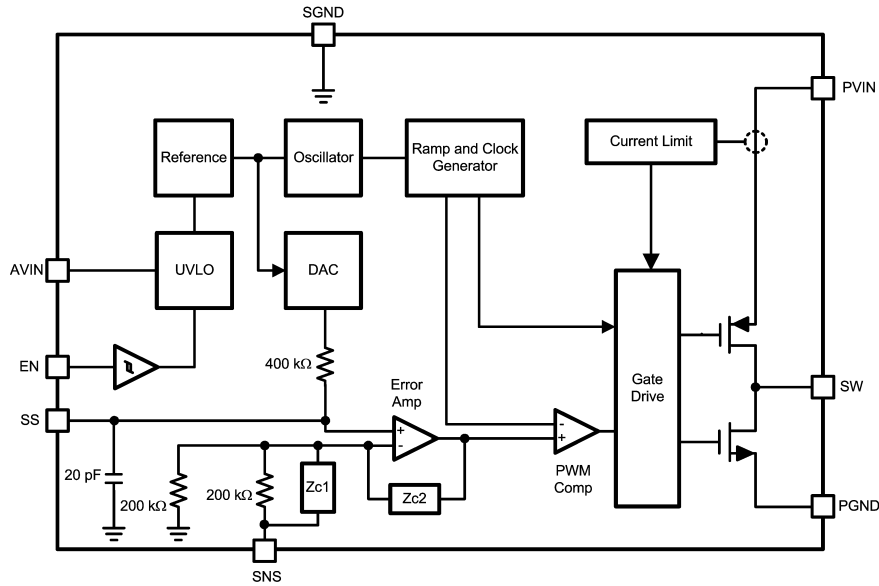 SGND
PVIN
Reference
Oscillator
Ramp and Clock
Generator
Current Limit
AVIN
UVLO
DAC
EN
400 kΩ
Error
Amp
Gate
Drive
SW
SS
+
-
-
+
20 pF
200 kΩ
200 kΩ
Zc1
Zc2
PWM
Comp
PGND
SNS